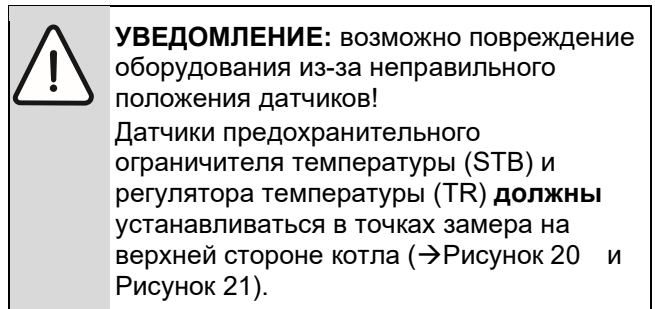 УВЕДОМЛЕНИЕ: возможно повреждение
оборудования из-за неправильного
положения датчиков!
Датчики предохранительного
ограничителя температуры (STB) и
регулятора температуры (TR) должны
устанавливаться в точках замера на
верхней стороне котла (→Рисунок 20 и
Рисунок 21).